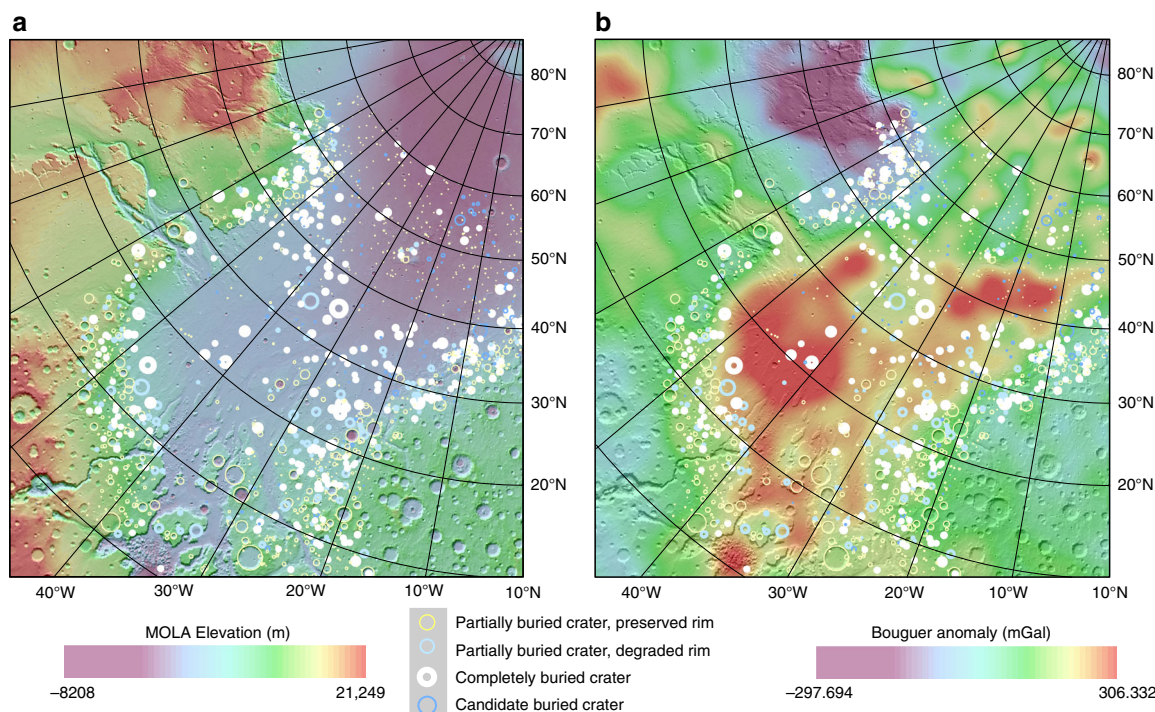 a
b
80°N
70°N
60°N
50°N
40°N
30°N
20°N
40°W
30°W
20°W
10°W
10°N
80°N
70°N
60°N
50°N
40°N
30°N
20°N
40°W
30°W
20°W
10°W
10°N
MOLA Elevation (m)
–8208
21,249
Partially buried crater, preserved rim
Partially buried crater, degraded rim
Completely buried crater
Candidate buried crater
Bouguer anomaly (mGal)
–297.694
306.332